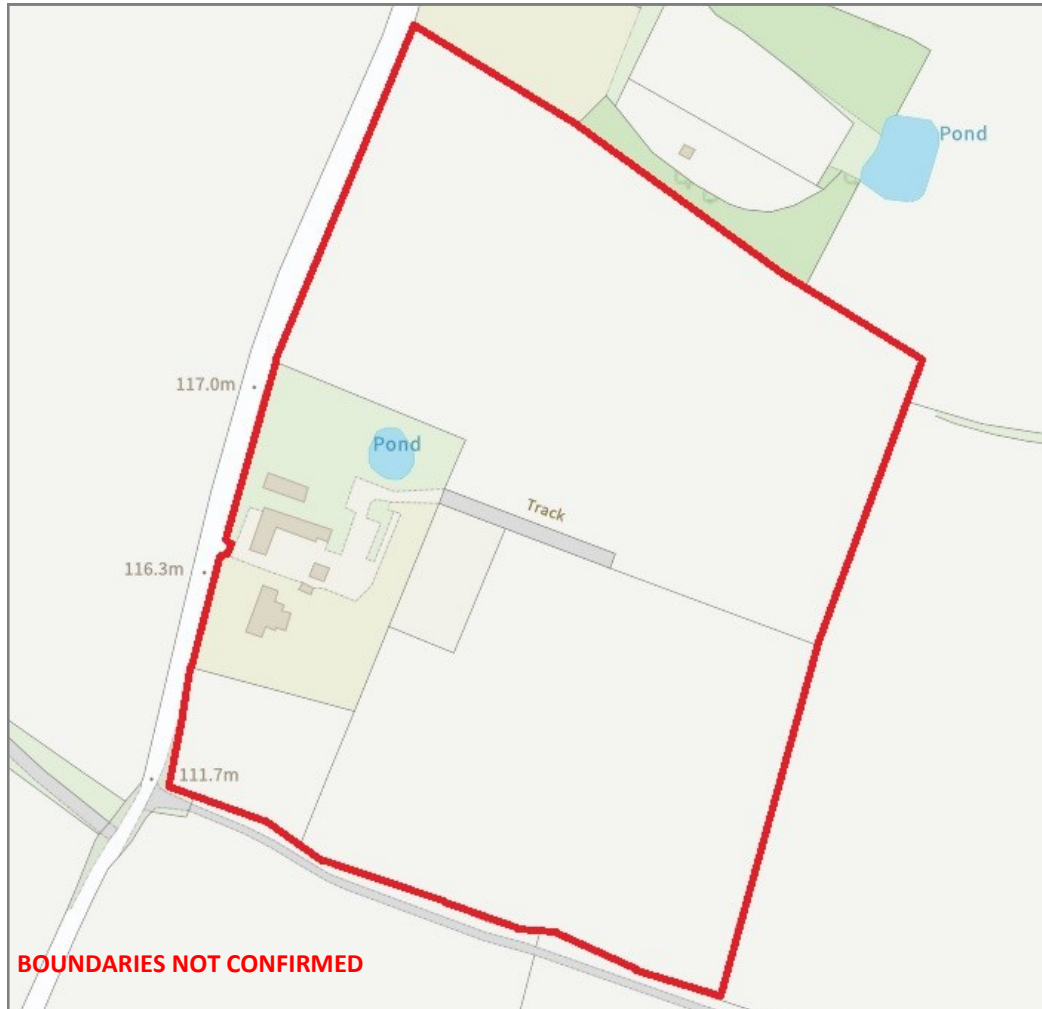 Pond
117.0m
Pond
Track
116.3m
111.7m
BOUNDARIES NOT CONFIRMED